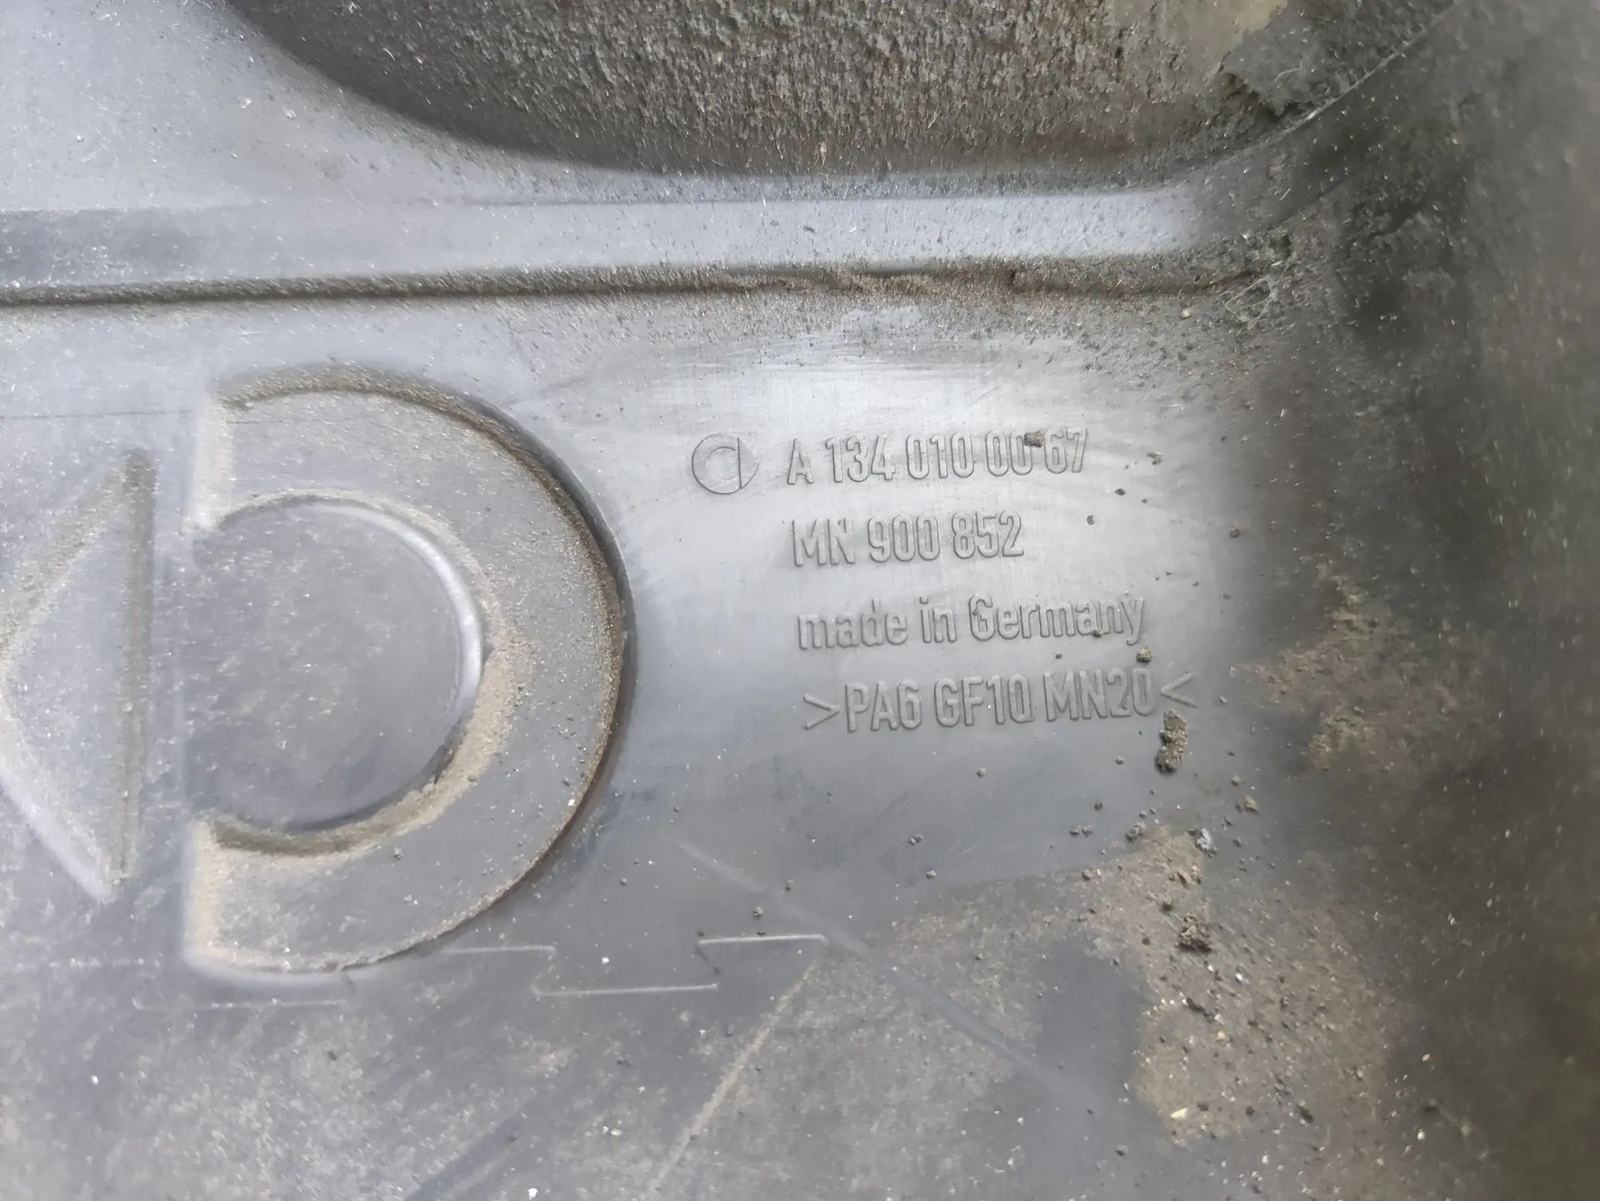 A 134 010 00 67
MN 900 852
made in Germany
>PA6 GF10 MN20<